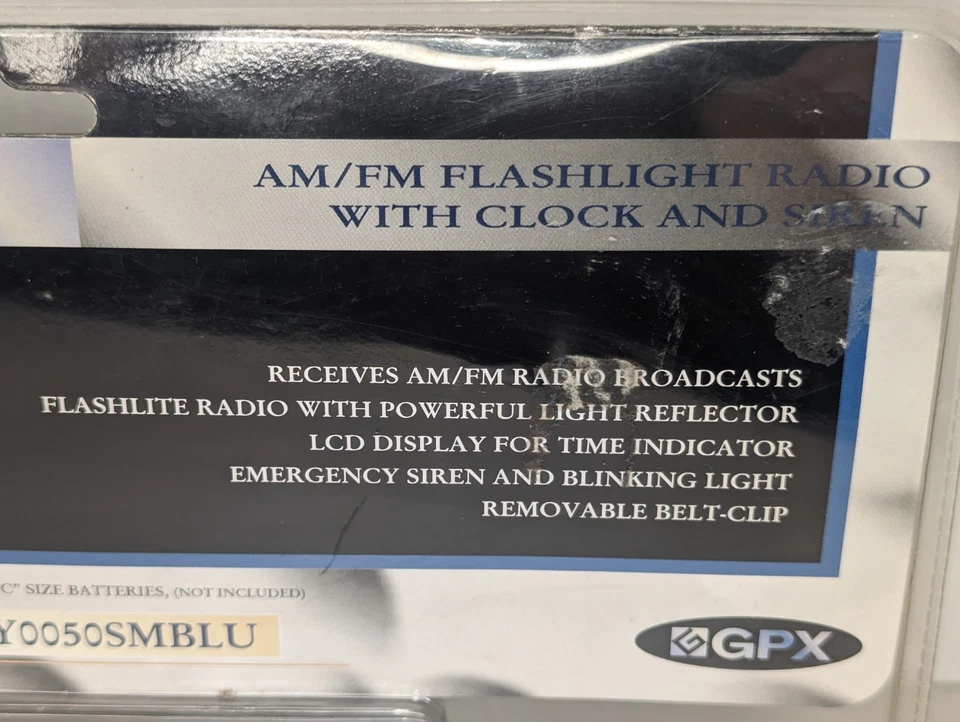 AM/FM FLASHLIGHT RADIO
WITH CLOCK AND SIREN
RECEIVES AM/FM RADIO BROADCASTS
FLASHLITE RADIO WITH POWERFUL LIGHT REFLECTOR
LCD DISPLAY FOR TIME INDICATOR
EMERGENCY SIREN AND BLINKING LIGHT
REMOVABLE BELT-CLIP
C" SIZE BATTERIES, (NOT INCLUDED)
Y0050SMBLU
GPX